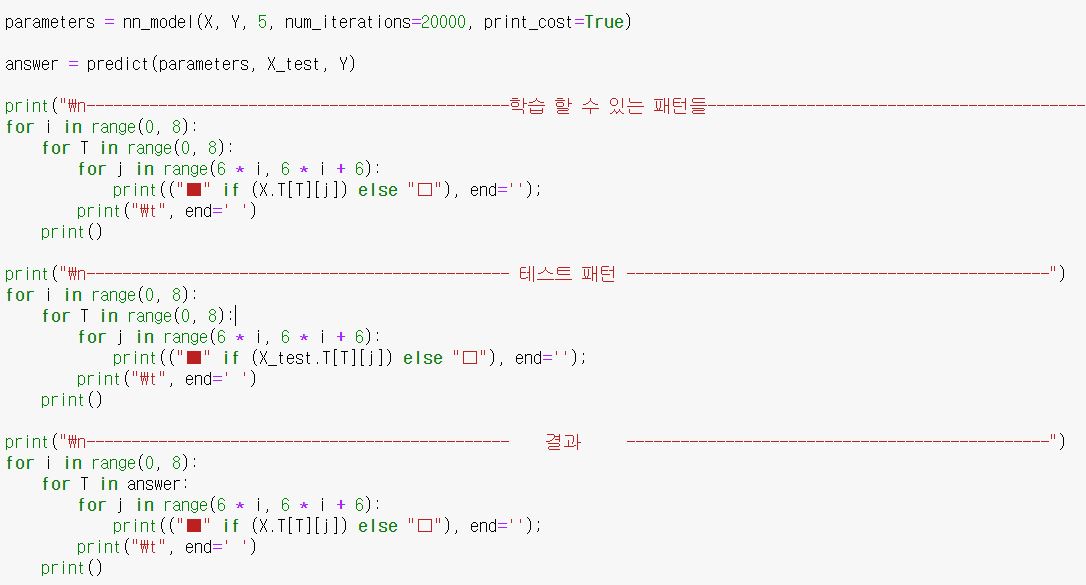 parameters = nn_model(X, Y, 5, num_iterations=20000, print_cost=True)
answer = predict(parameters, X_test, Y)
print("₩n-----------------------------------------------학습 할 수 있는 패턴들------------------------------------------
for i in range(0, 8):
    for T in range(0, 8):
        for j in range(6 * i, 6 * i + 6):
            print(("■" if (X.T[T][j]) else "□"), end='');
        print("₩t", end=' ')
    print()
print("₩n----------------------------------------------- 테스트 패턴 -----------------------------------------------")
for i in range(0, 8):
    for T in range(0, 8):
        for j in range(6 * i, 6 * i + 6):
            print(("■" if (X_test.T[T][j]) else "□"), end='');
        print("₩t", end=' ')
    print()
print("₩n-----------------------------------------------    결과     -----------------------------------------------")
for i in range(0, 8):
    for T in answer:
        for j in range(6 * i, 6 * i + 6):
            print(("■" if (X.T[T][j]) else "□"), end='');
        print("₩t", end=' ')
    print()